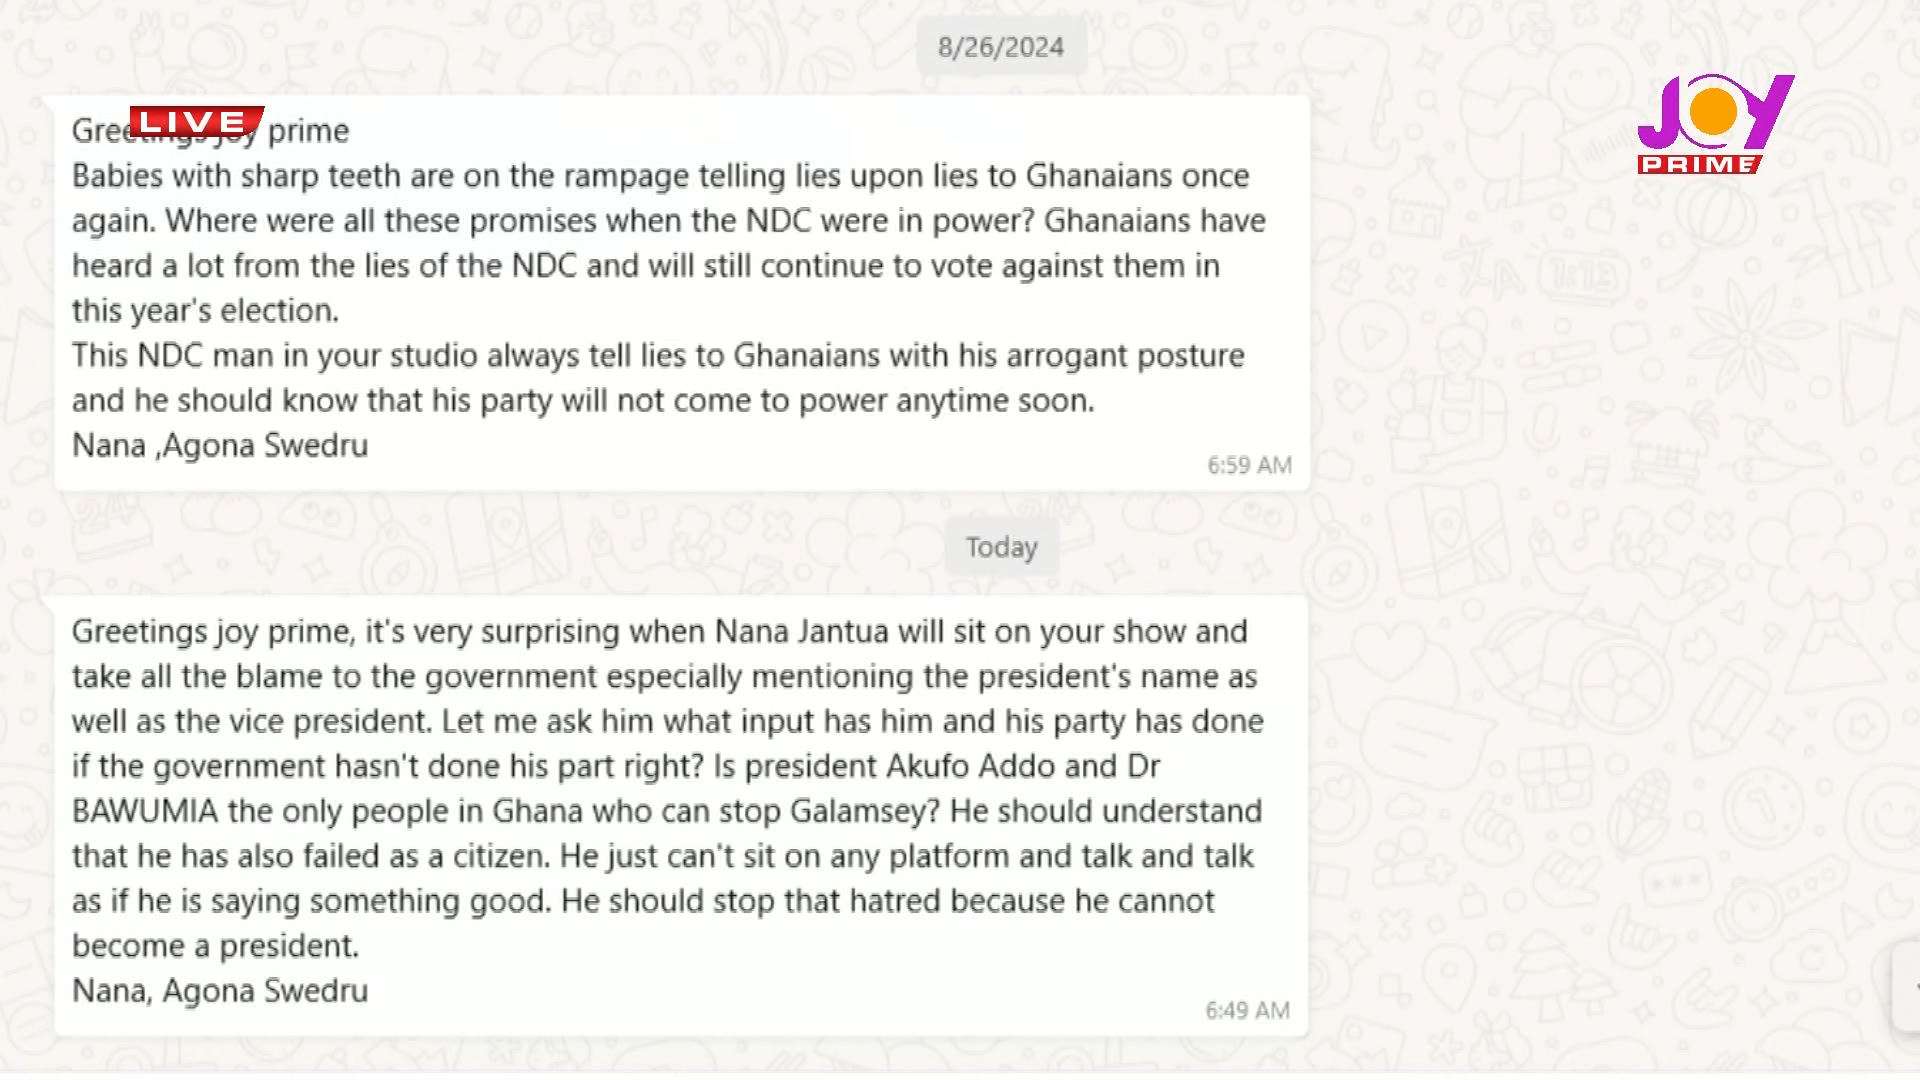 8/26/2024
LIVE
Greetings joy prime
Babies with sharp teeth are on the rampage telling lies upon lies to Ghanaians once
again. Where were all these promises when the NDC were in power? Ghanaians have
heard a lot from the lies of the NDC and will still continue to vote against them in
this year's election.
This NDC man in your studio always tell lies to Ghanaians with his arrogant posture
and he should know that his party will not come to power anytime soon.
Nana ,Agona Swedru
6:59 AM
JOY
PRIME
Today
Greetings joy prime, it's very surprising when Nana Jantua will sit on your show and
take all the blame to the government especially mentioning the president's name as
well as the vice president. Let me ask him what input has him and his party has done
if the government hasn't done his part right? Is president Akufo Addo and Dr
BAWUMIA the only people in Ghana who can stop Galamsey? He should understand
that he has also failed as a citizen. He just can't sit on any platform and talk and talk
as if he is saying something good. He should stop that hatred because he cannot
become a president.
Nana, Agona Swedru
6:49 AM